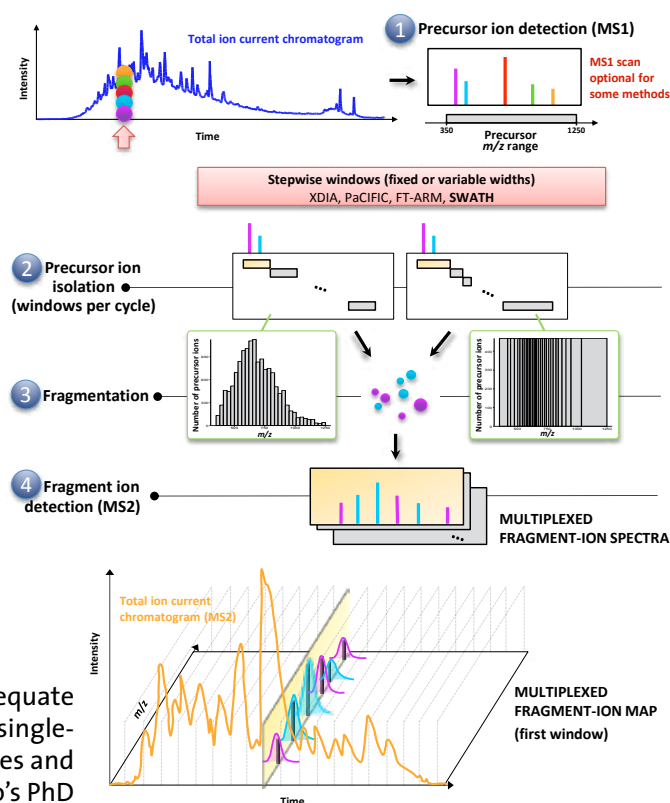 1 Precursor ion detection (MS1)
Total ion current chromatogram
Intensity
Time
MS1 scan
optional for
some methods
350
1250
Precursor
m/z range
Stepwise windows (fixed or variable widths)
XDIA, PaCIFIC, FT-ARM, SWATH
2 Precursor ion
isolation
(windows per cycle)
...
...
Number of precursor ions
m/z
Number of precursor ions
m/z
3 Fragmentation
4 Fragment ion
detection (MS2)
...
MULTIPLEXED
FRAGMENT-ION SPECTRA
Total ion current
chromatogram (MS2)
Intensity
m/z
MULTIPLEXED
FRAGMENT-ION MAP
(first window)
Time
equate
single-
es and
o's PhD